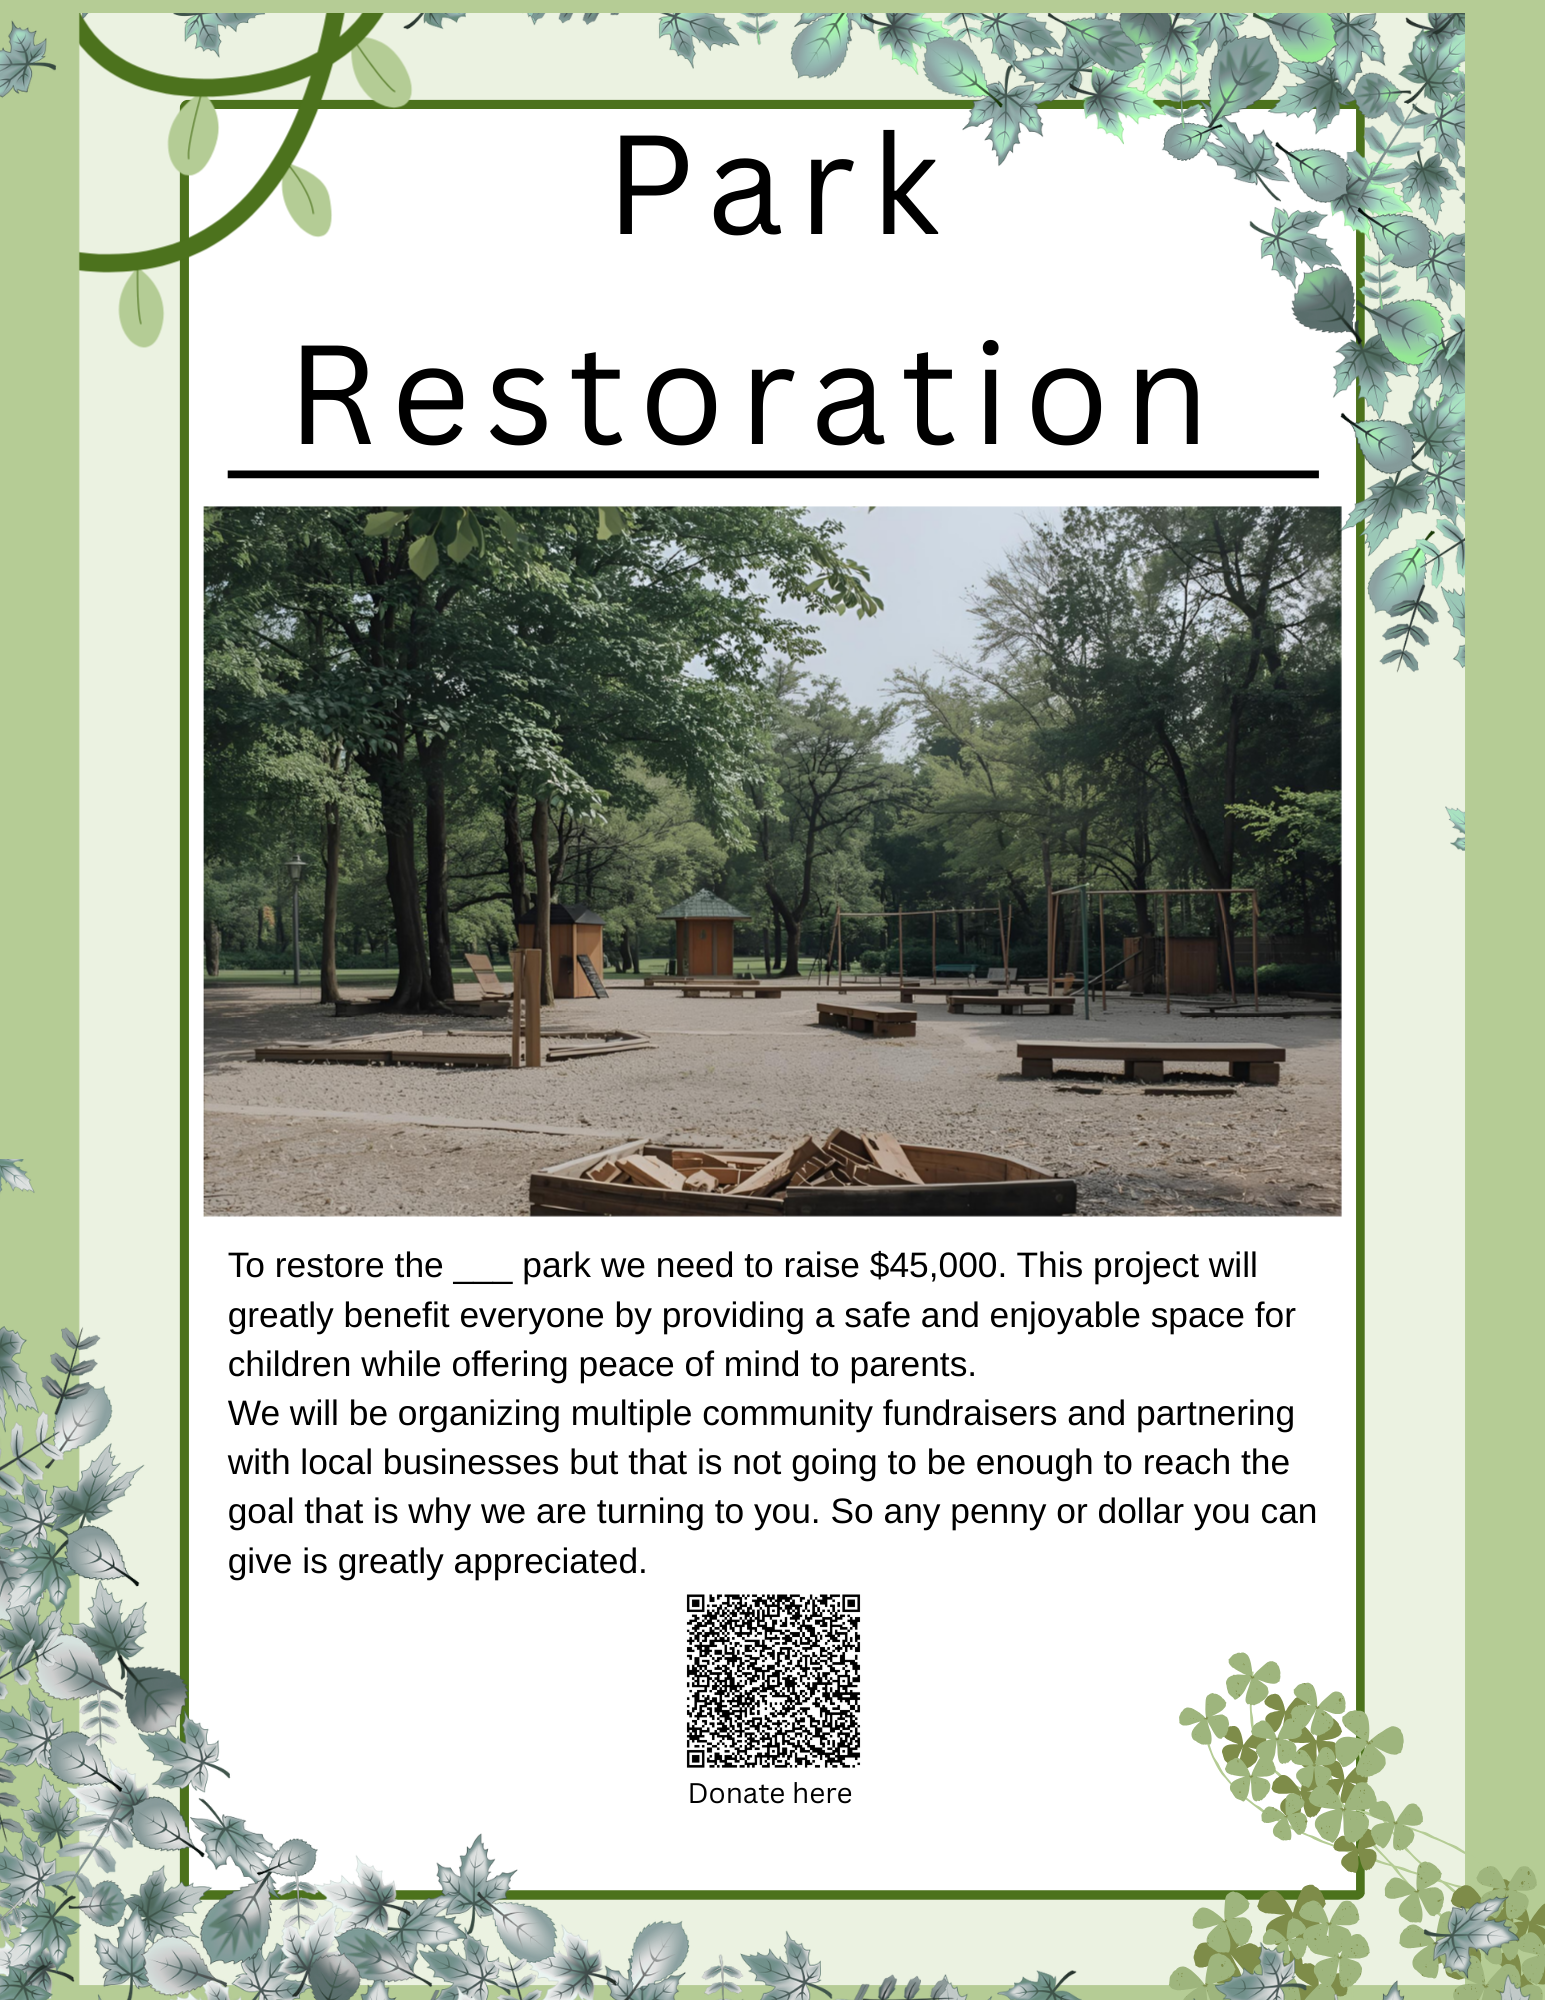 Park
Restoration
To restore the ___ park we need to raise $45,000. This project will
greatly benefit everyone by providing a safe and enjoyable space for
children while offering peace of mind to parents.
We will be organizing multiple community fundraisers and partnering
with local businesses but that is not going to be enough to reach the
goal that is why we are turning to you. So any penny or dollar you can
give is greatly appreciated.
Donate here